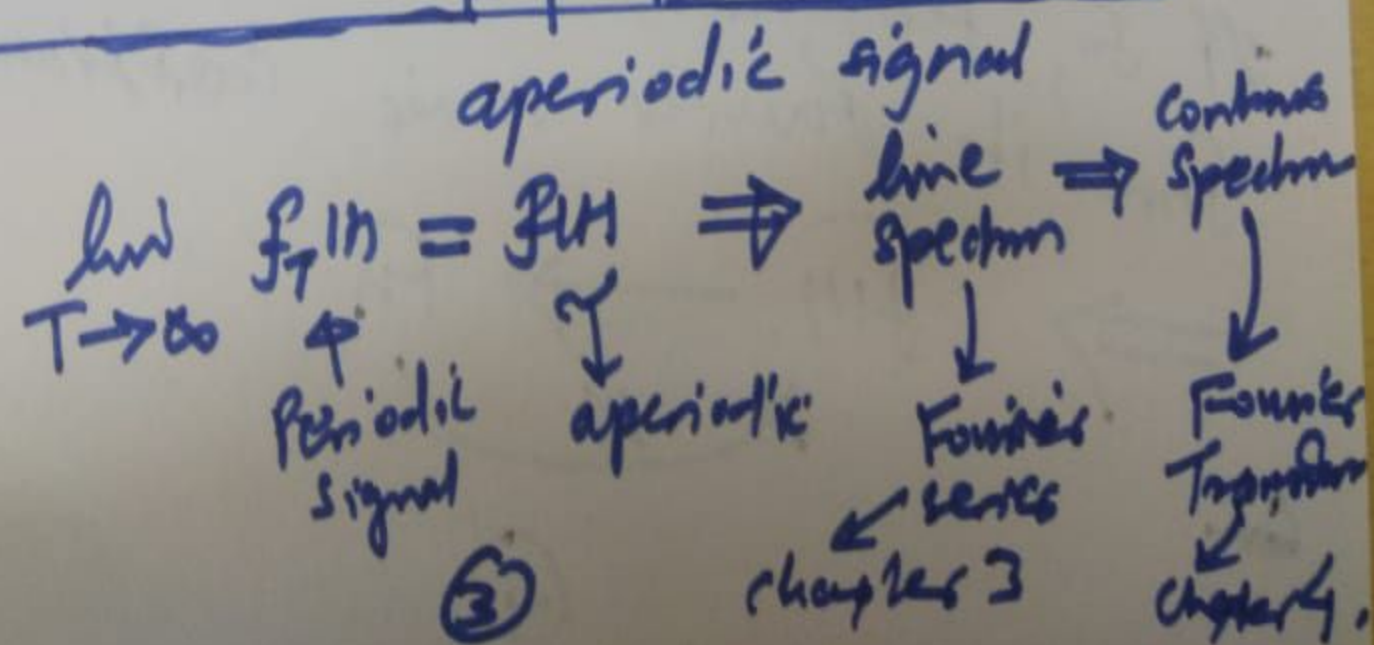 aperiodic signal
lim f_T(t) = f(t) ⇒ line spectrum ⇒ Continuous spectrum
T→∞
Periodic signal
aperiodic
Fourier series
Fourier Transform
chapter 3
chapter 4.
3